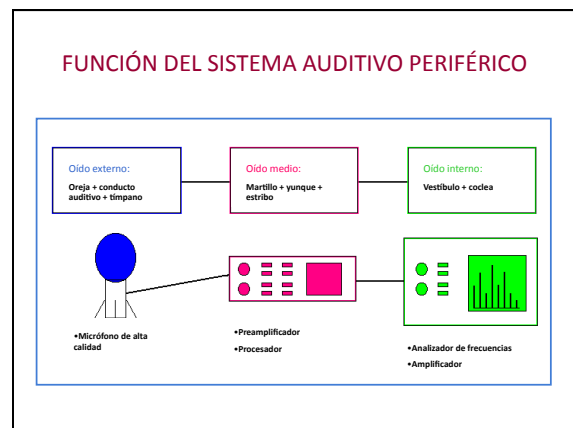 FUNCIÓN DEL SISTEMA AUDITIVO PERIFÉRICO
Oído externo:
Oreja + conducto
auditivo + tímpano
Oído medio:
Martillo + yunque +
estribo
Oído interno:
Vestíbulo + coclea
•Micrófono de alta
calidad
•Preamplificador
•Procesador
•Analizador de frecuencias
•Amplificador